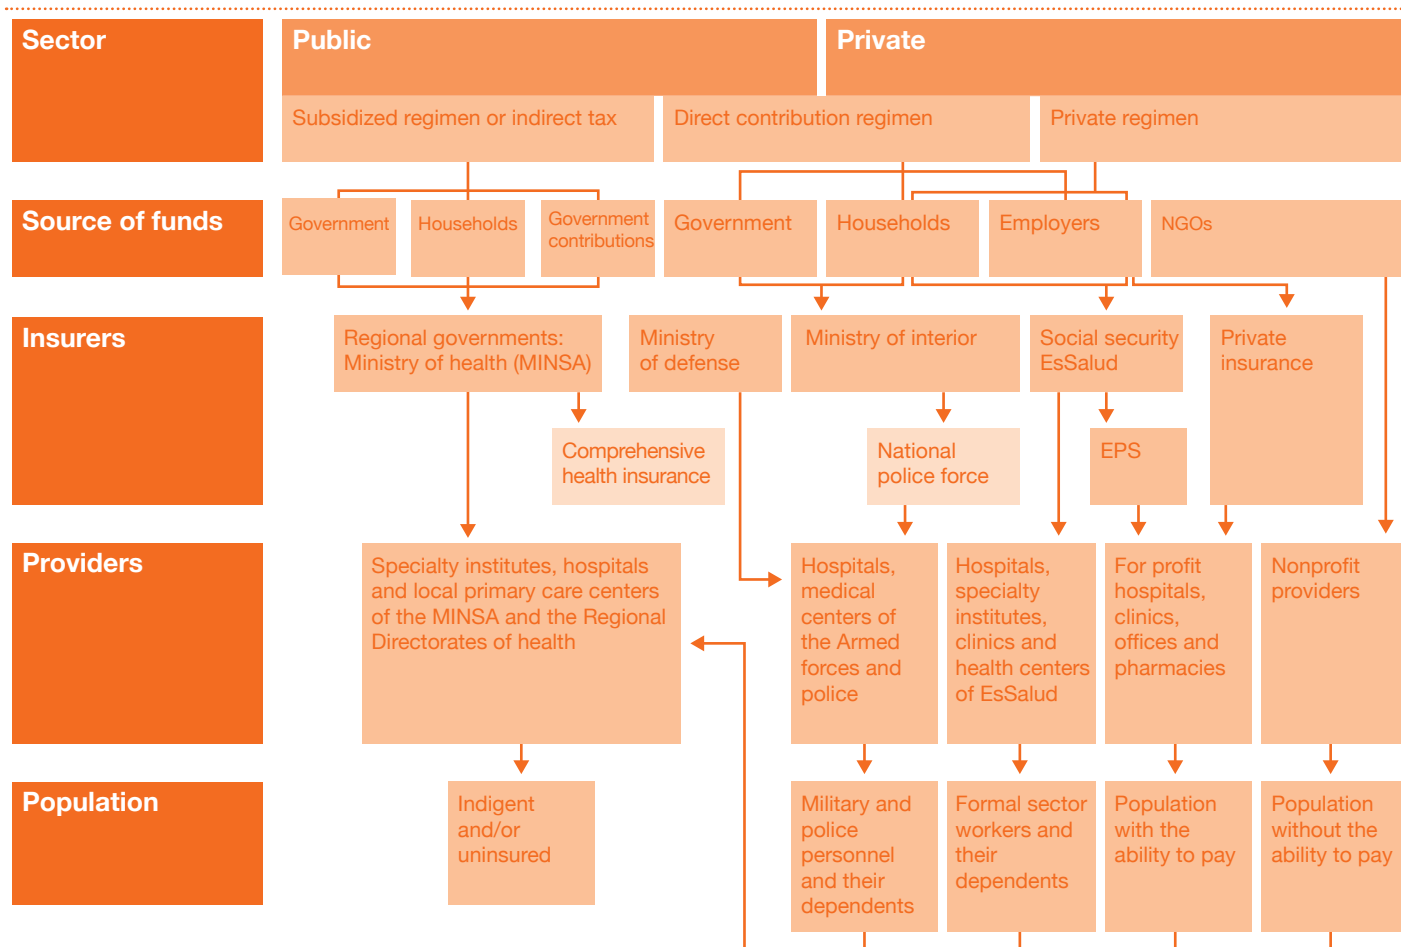 Sector
Public
Private
Subsidized regimen or indirect tax
Direct contribution regimen
Private regimen
Source of funds
Government
Households
Government
contributions
Government
Households
Employers
NGOs
Insurers
Regional governments:
Ministry of health (MINSA)
Ministry
of defense
Ministry of interior
Social security
EsSalud
Private
insurance
Comprehensive
health insurance
National
police force
EPS
Providers
Specialty institutes, hospitals
and local primary care centers
of the MINSA and the Regional
Directorates of health
Hospitals,
medical
centers of
the Armed
forces and
police
Hospitals,
specialty
institutes,
clinics and
health centers
of EsSalud
For profit
hospitals,
clinics,
offices and
pharmacies
Nonprofit
providers
Population
Indigent
and/or
uninsured
Military and
police
personnel
and their
dependents
Formal sector
workers and
their
dependents
Population
with the
ability to pay
Population
without the
ability to pay